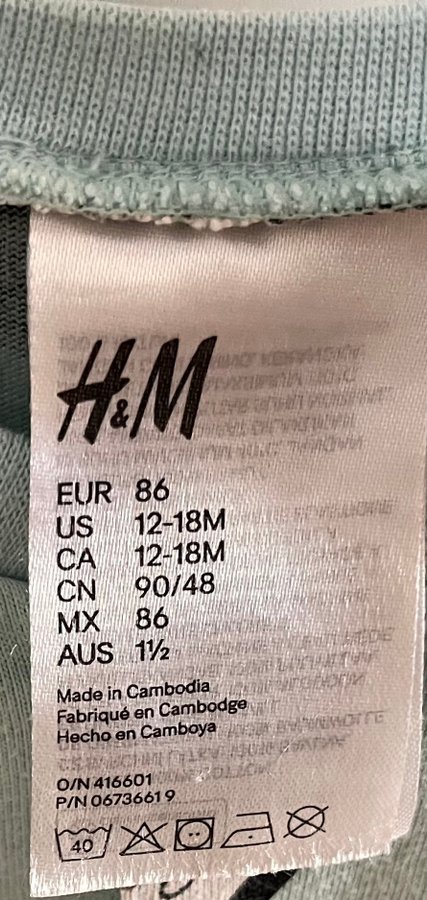 H&M
EUR 86
US 12-18M
CA 12-18M
CN 90/48
MX 86
AUS 1½
Made in Cambodia
Fabriqué en Cambodge
Hecho en Camboya
O/N 416601
P/N 06736619
40